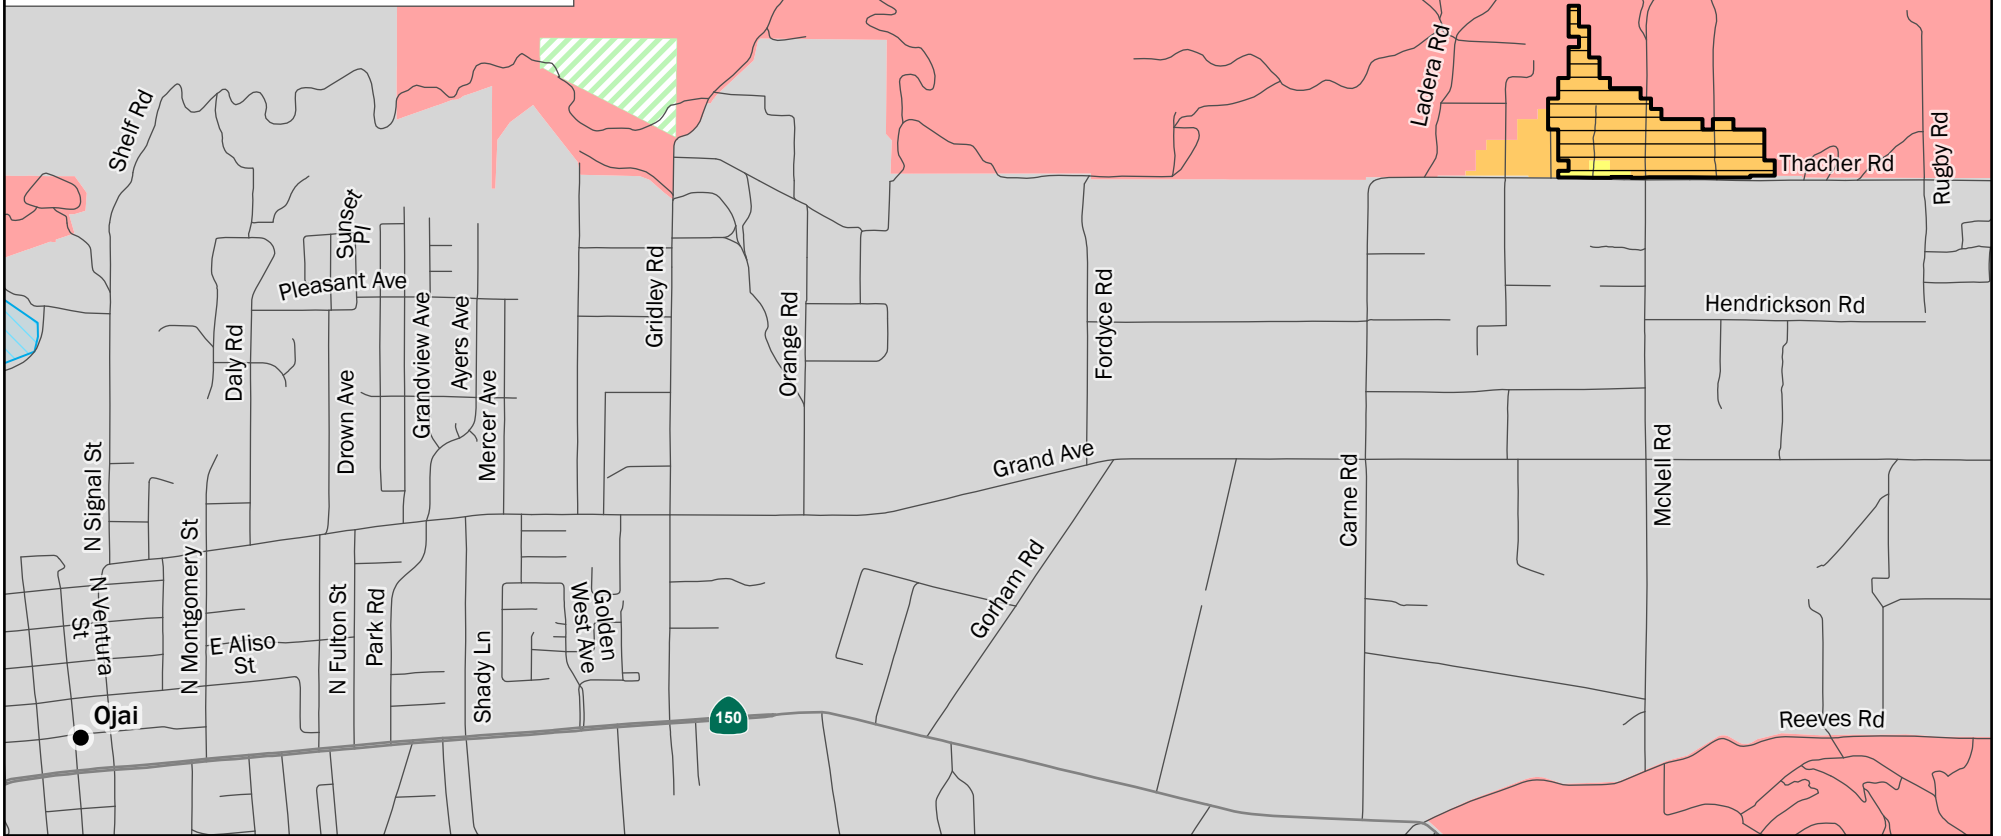 Ladera Rd
Shelf Rd
Thacher Rd
Rugby Rd
Sunset
Pl
Pleasant Ave
Gridley Rd
Orange Rd
Fordyce Rd
Hendrickson Rd
Daly Rd
Grandview Ave
Ayers Ave
Drown Ave
Mercer Ave
N Signal St
Grand Ave
Carne Rd
McNell Rd
N Montgomery St
N Ventura
St
E Aliso
St
N Fulton St
Park Rd
Shady Ln
Golden
West Ave
Gorham Rd
Ojai
150
Reeves Rd